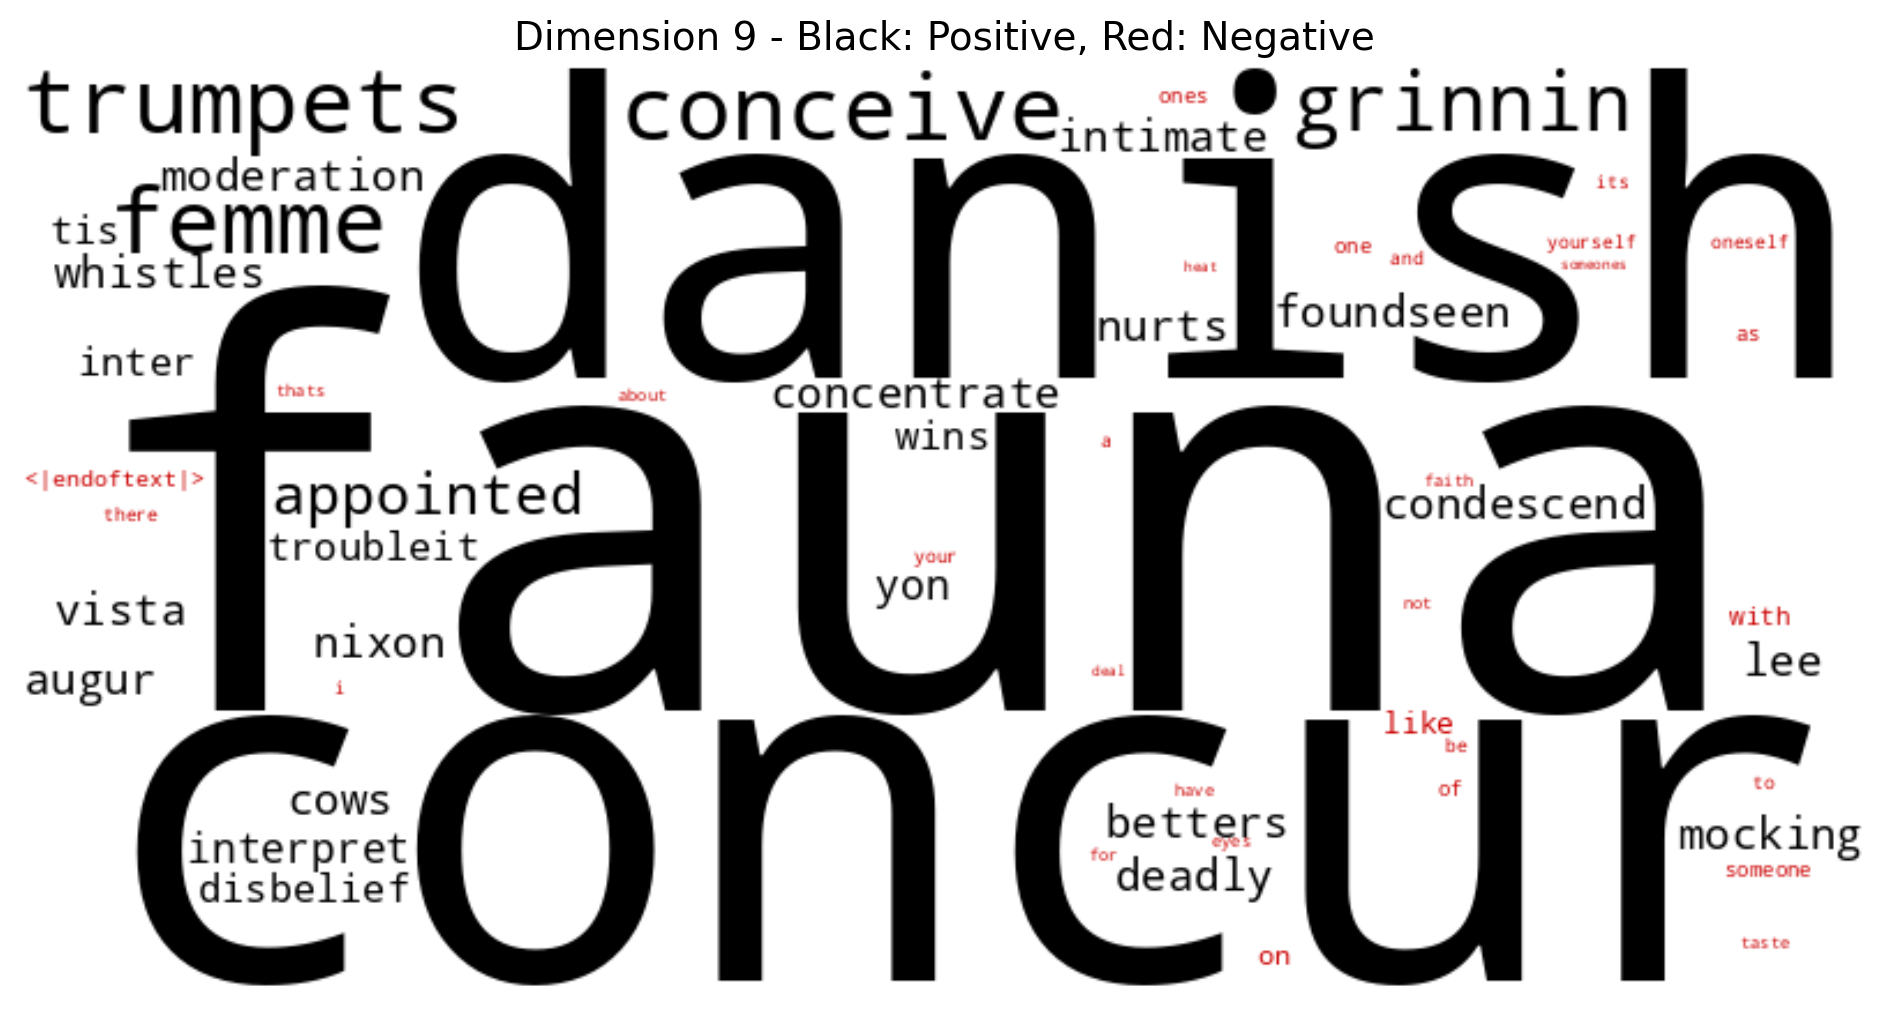 Dimension 9 - Black: Positive, Red: Negative
trumpets
danish
conceive
ones
intimate
grinnin
moderation
its
femme
tis
whistles
one
and
yourself
someones
oneself
heat
nurts
foundseen
as
inter
fauna
thats
about
concentrate
wins
a
<|endoftext|>
there
appointed
troubleit
faith
condescend
your
yon
not
vista
nixon
with
lee
augur
i
deal
concur
like
be
of
to
cows
have
betters
eyes
for
deadly
interpret
disbelief
mocking
someone
taste
on